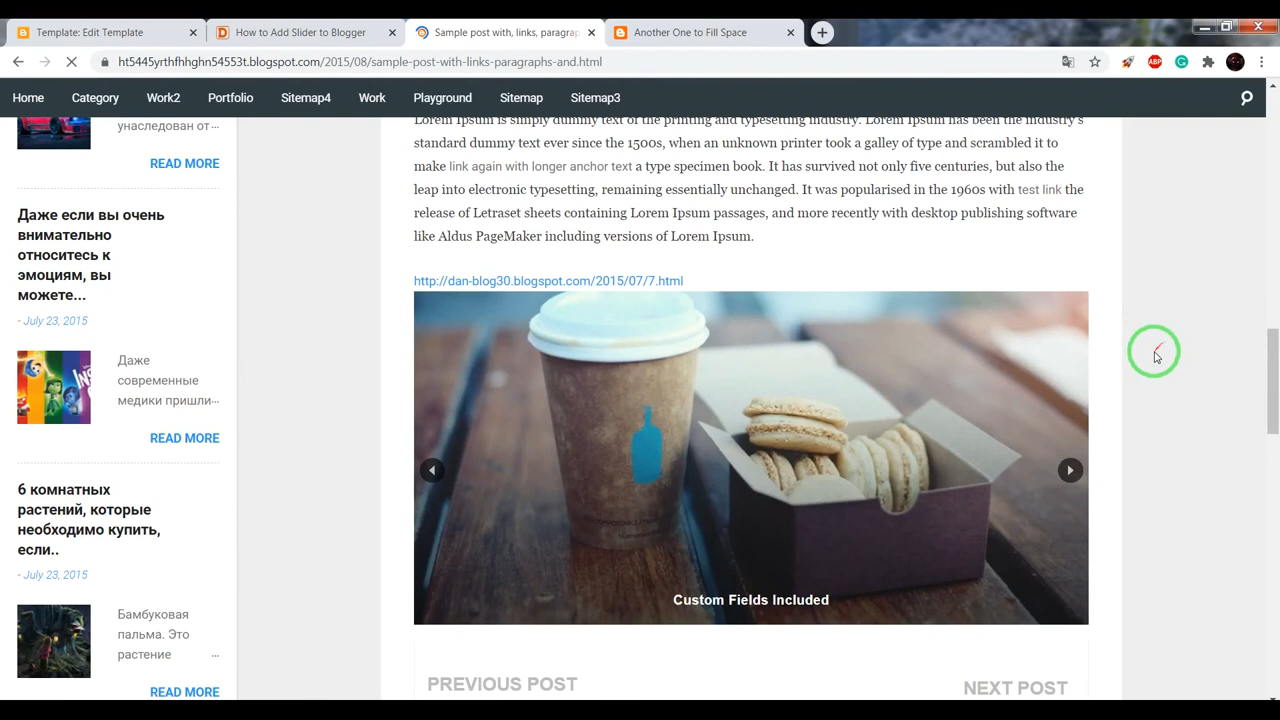 Template: Edit Template
How to Add Slider to Blogger
Sample post with, links, paragrap
Another One to Fill Space
ht5445yrthfhhghn54553t.blogspot.com/2015/08/sample-post-with-links-paragraphs-and.html
ABP
Home Category Work2 Portfolio Sitemap4 Work Playground Sitemap Sitemap3
унаследован от...
READ MORE
Даже если вы очень
внимательно
относитесь к
эмоциям, вы
можете...
- July 23, 2015
Даже
современные
медики пришли...
READ MORE
6 комнатных
растений, которые
необходимо купить,
если..
- July 23, 2015
Бамбуковая
пальма. Это
растение ...
READ MORE
Lorem Ipsum is simply dummy text of the printing and typesetting industry. Lorem Ipsum has been the industry's
standard dummy text ever since the 1500s, when an unknown printer took a galley of type and scrambled it to
make link again with longer anchor text a type specimen book. It has survived not only five centuries, but also the
leap into electronic typesetting, remaining essentially unchanged. It was popularised in the 1960s with test link the
release of Letraset sheets containing Lorem Ipsum passages, and more recently with desktop publishing software
like Aldus PageMaker including versions of Lorem Ipsum.
http://dan-blog30.blogspot.com/2015/07/7.html
Custom Fields Included
PREVIOUS POST
NEXT POST